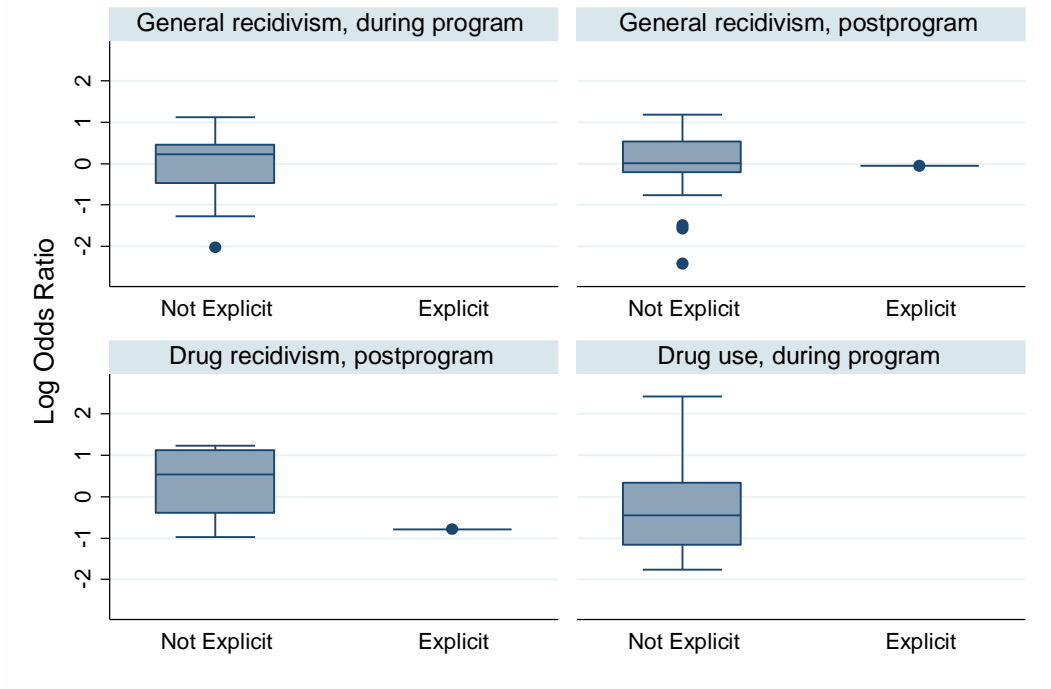 General recidivism, during program
General recidivism, postprogram
2
1
0
-1
-2
Not Explicit
Explicit
Not Explicit
Explicit
Log Odds Ratio
Drug recidivism, postprogram
Drug use, during program
2
1
0
-1
-2
Not Explicit
Explicit
Not Explicit
Explicit